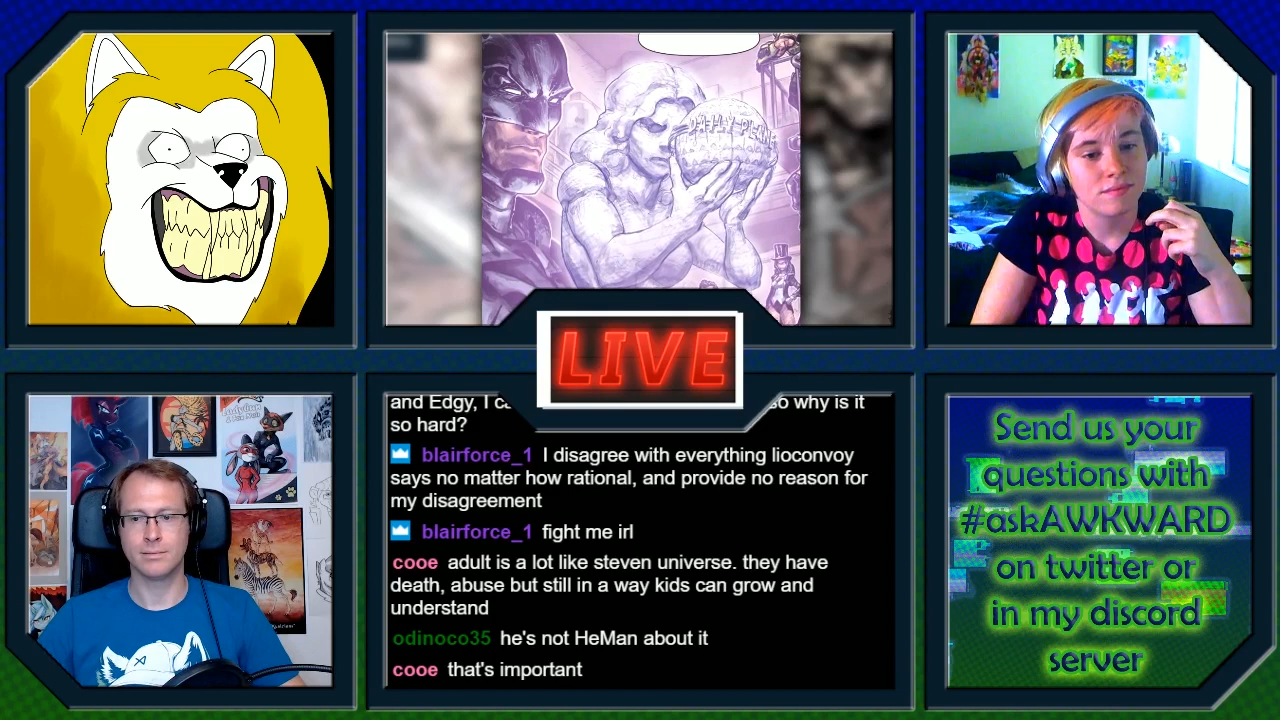 DAILY PLAN
LIVE
and Edgy, I ca
so why is it
so hard?
blairforce_1 I disagree with everything lioconvoy
says no matter how rational, and provide no reason for
my disagreement
blairforce_1 fight me irl
cooe adult is a lot like steven universe. they have
death, abuse but still in a way kids can grow and
understand
odinoco35 he's not HeMan about it
cooe that's important
Send us your
questions with
#askAWKWARD
on twitter or
in my discord
server